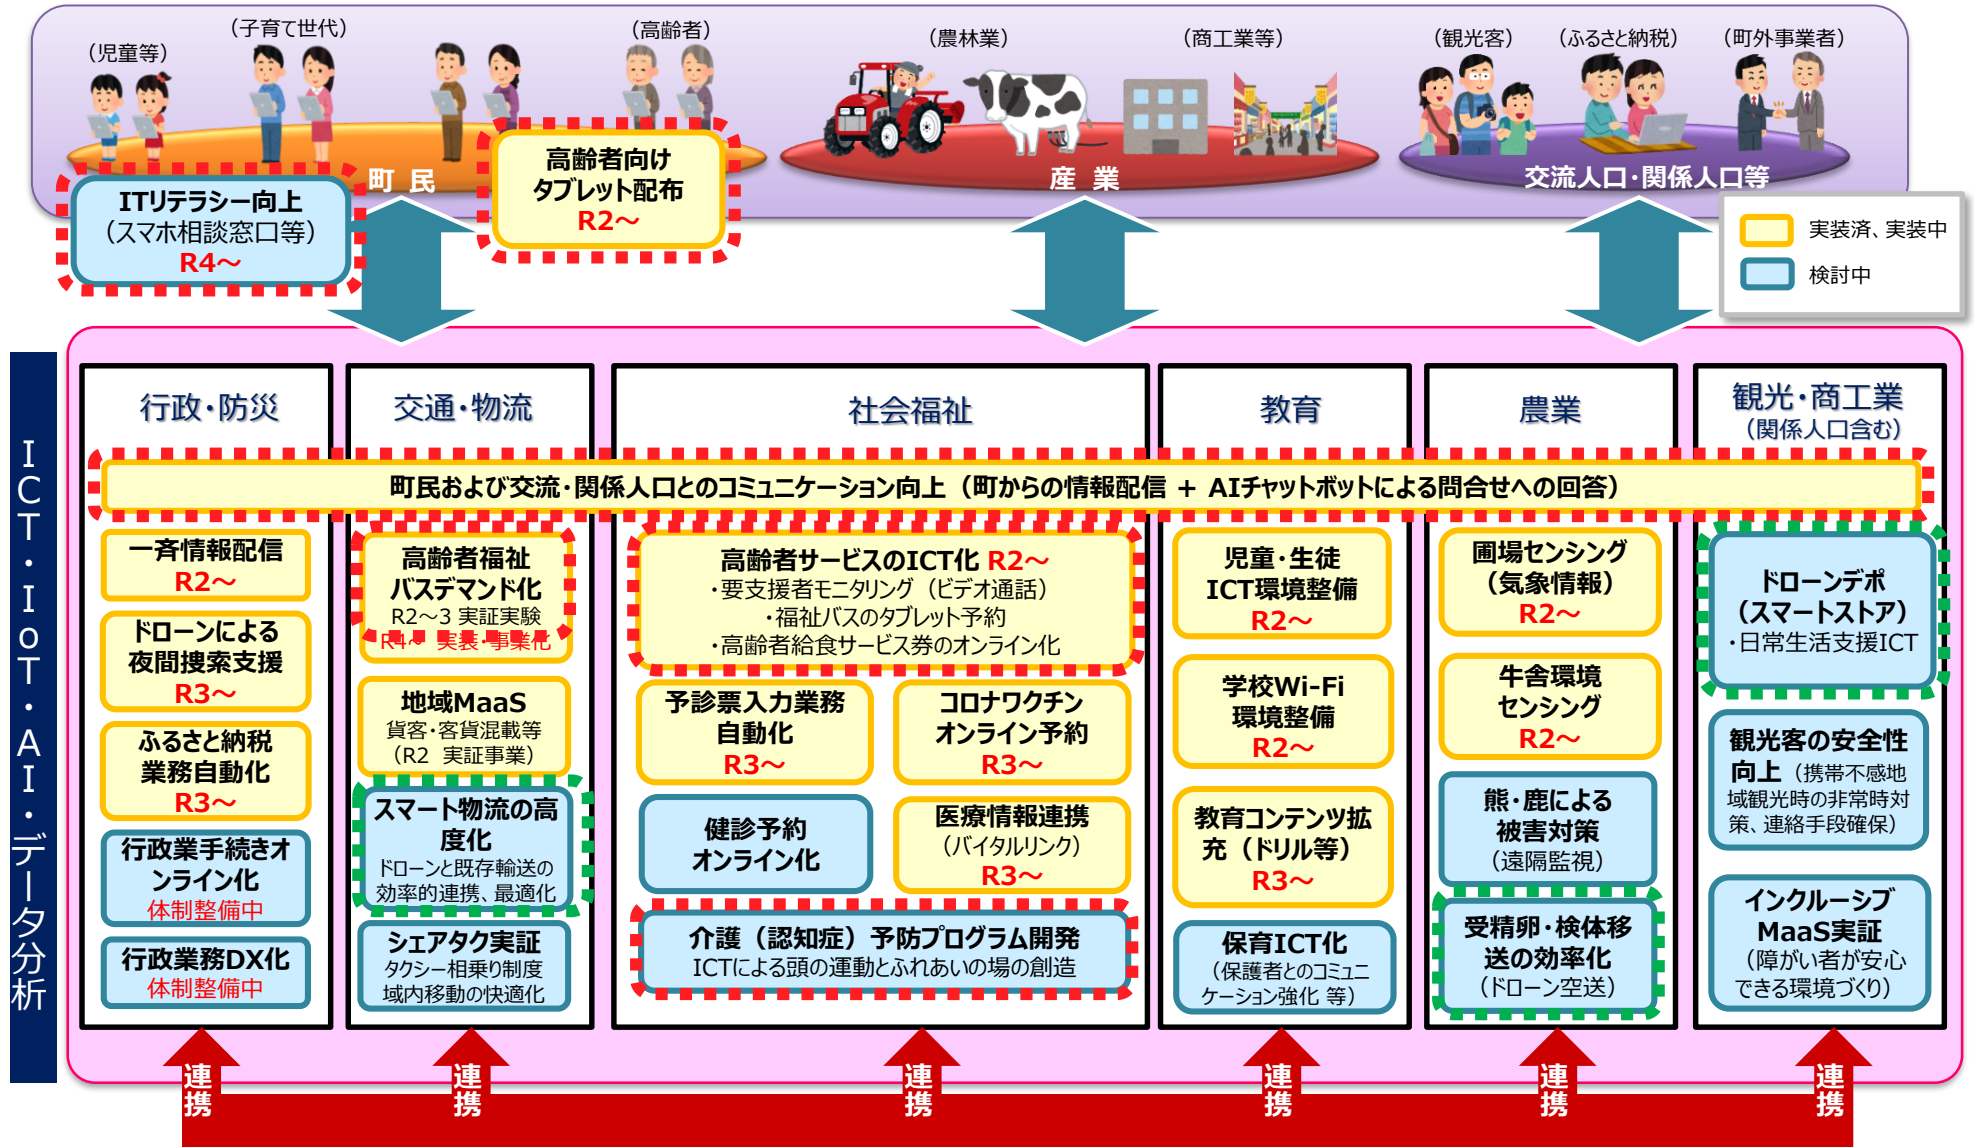 （児童等）
（子育て世代）
（高齢者）
（農林業）
（商工業等）
（観光客）
（ふるさと納税）
（町外事業者）
町 民
産 業
交流人口・関係人口等
ITリテラシー向上
（スマホ相談窓口等）
R4～
高齢者向け
タブレット配布
R2～
実装済、実装中
検討中
ICT・IoT・AI・データ分析
行政・防災
交通・物流
社会福祉
教育
農業
観光・商工業
（関係人口含む）
町民および交流・関係人口とのコミュニケーション向上（町からの情報配信 + AIチャットボットによる問合せへの回答）
一斉情報配信
R2～
ドローンによる
夜間捜索支援
R3～
ふるさと納税
業務自動化
R3～
行政業手続きオ
ンライン化
体制整備中
行政業務DX化
体制整備中
高齢者福祉
バスデマンド化
R2～3 実証実験
R4～ 実装・事業化
地域MaaS
貨客・客貨混載等
（R2 実証事業）
スマート物流の高
度化
ドローンと既存輸送の
効率的連携、最適化
シェアタク実証
タクシー相乗り制度
域内移動の快適化
高齢者サービスのICT化 R2～
・要支援者モニタリング（ビデオ通話）
・福祉バスのタブレット予約
・高齢者給食サービス券のオンライン化
予診票入力業務
自動化
R3～
コロナワクチン
オンライン予約
R3～
健診予約
オンライン化
医療情報連携
（バイタルリンク）
R3～
介護（認知症）予防プログラム開発
ICTによる頭の運動とふれあいの場の創造
児童・生徒
ICT環境整備
R2～
学校Wi-Fi
環境整備
R2～
教育コンテンツ拡
充（ドリル等）
R3～
保育ICT化
（保護者とのコミュニ
ケーション強化 等）
圃場センシング
（気象情報）
R2～
牛舎環境
センシング
R2～
熊・鹿による
被害対策
（遠隔監視）
受精卵・検体移
送の効率化
（ドローン空送）
ドローンデポ
（スマートストア）
・日常生活支援ICT
観光客の安全性
向上（携帯不感地
域観光時の非常時対
策、連絡手段確保）
インクルーシブ
MaaS実証
（障がい者が安心
できる環境づくり）
連携
連携
連携
連携
連携
連携